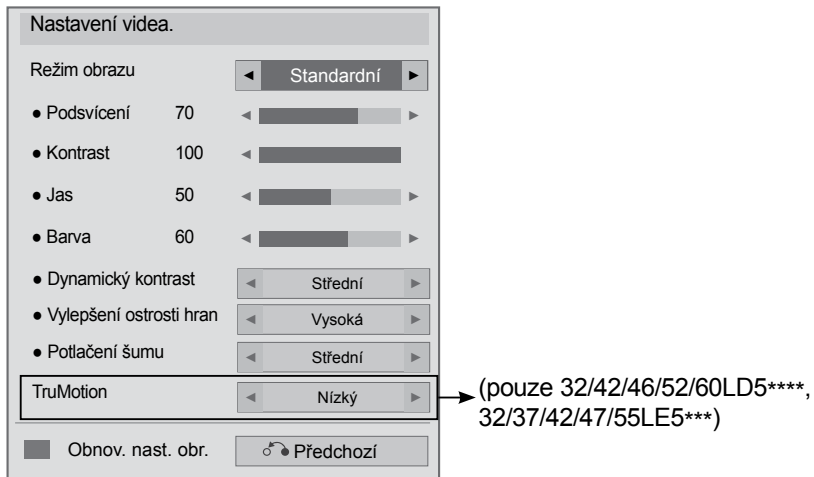 Nastavení videa.
Režim obrazu ◄ Standardní ►
● Podsvícení 70 ◄ ►
● Kontrast 100 ◄
● Jas 50 ◄ ►
● Barva 60 ◄ ►
● Dynamický kontrast ◄ Střední ►
● Vylepšení ostrosti hran ◄ Vysoká ►
● Potlačení šumu ◄ Střední ►
TruMotion ◄ Nízký ►
(pouze 32/42/46/52/60LD5****,
32/37/42/47/55LE5***)
Obnov. nast. obr. Předchozí